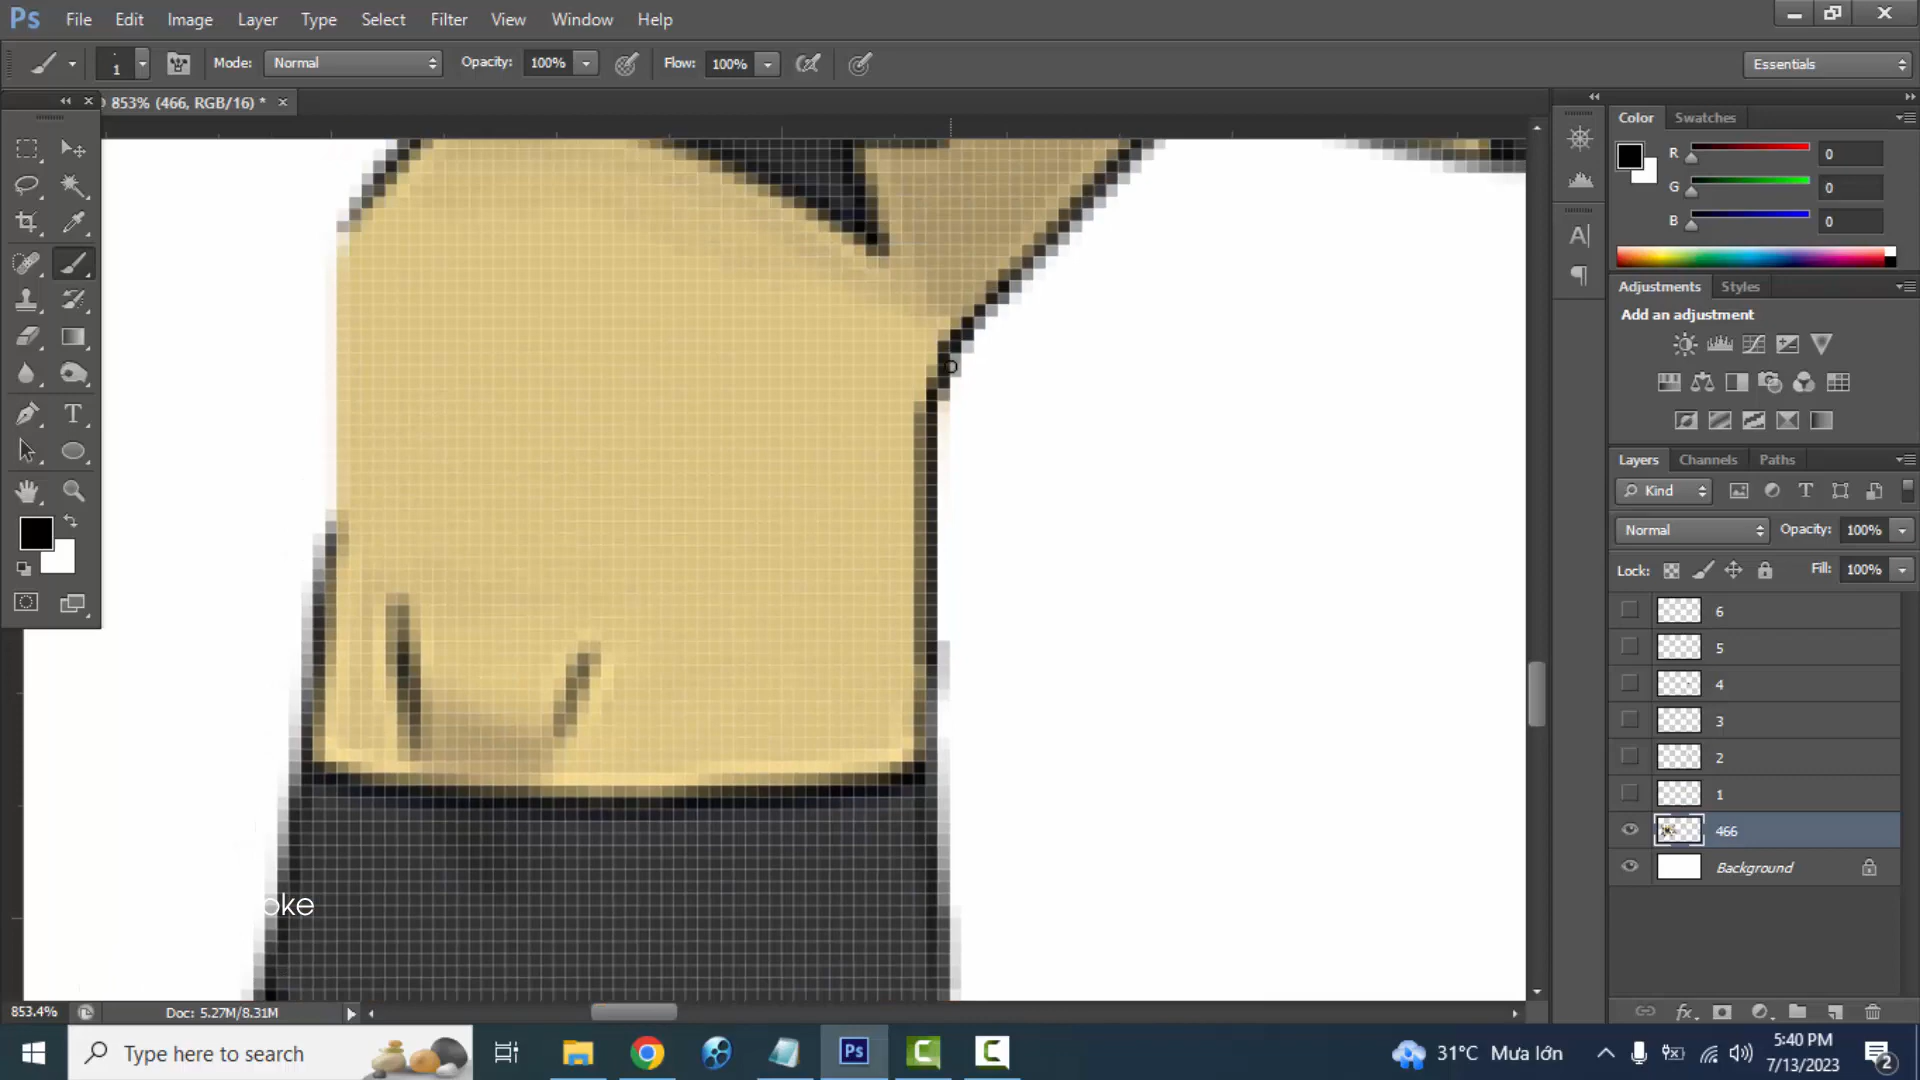 Ps File Edit Image Layer Type Select Filter View Window Help
1 Mode: Normal Opacity: 100% Flow: 100% Essentials
853% (466, RGB/16) *
Color Swatches
R 0
G 0
B 0
Adjustments Styles
Add an adjustment
Layers Channels Paths
Kind
Normal Opacity: 100%
Lock: Fill: 100%
6
5
4
3
2
1
466
Background
oke
853.4% Doc: 5.27M/8.31M
Type here to search
Ps
31°C Mưa lớn
5:40 PM
7/13/2023
2